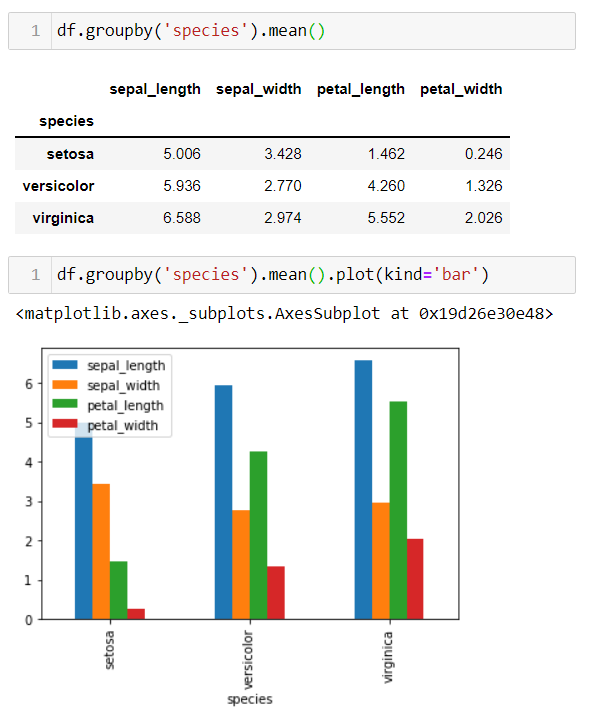 1 df.groupby('species').mean()
sepal_length sepal_width petal_length petal_width
species
setosa 5.006 3.428 1.462 0.246
versicolor 5.936 2.770 4.260 1.326
virginica 6.588 2.974 5.552 2.026
1 df.groupby('species').mean().plot(kind='bar')
<matplotlib.axes._subplots.AxesSubplot at 0x19d26e30e48>
sepal_length
sepal_width
petal_length
petal_width
6
5
4
3
2
1
0
setosa
versicolor
virginica
species